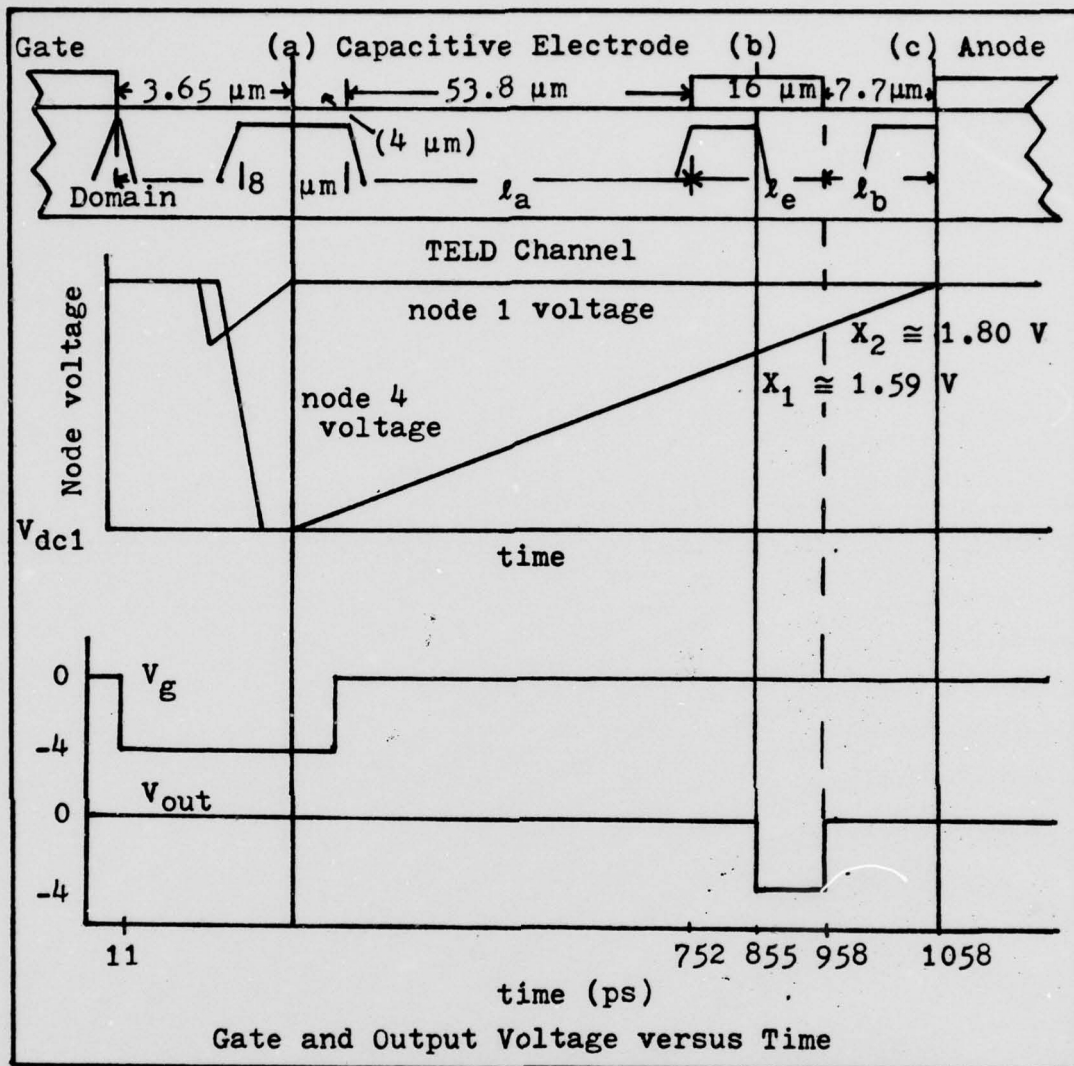 Gate (a) Capacitive Electrode (b) (c) Anode
3.65 μm 53.8 μm 16 μm 7.7μm
(4 μm)
Domain 8 μm ℓa ℓe ℓb
TELD Channel
node 1 voltage
X2 ≅ 1.80 V
X1 ≅ 1.59 V
node 4
voltage
Node voltage
Vdc1
time
0 Vg
-4
Vout
0
-4
11 752 855 958 1058
time (ps)
Gate and Output Voltage versus Time